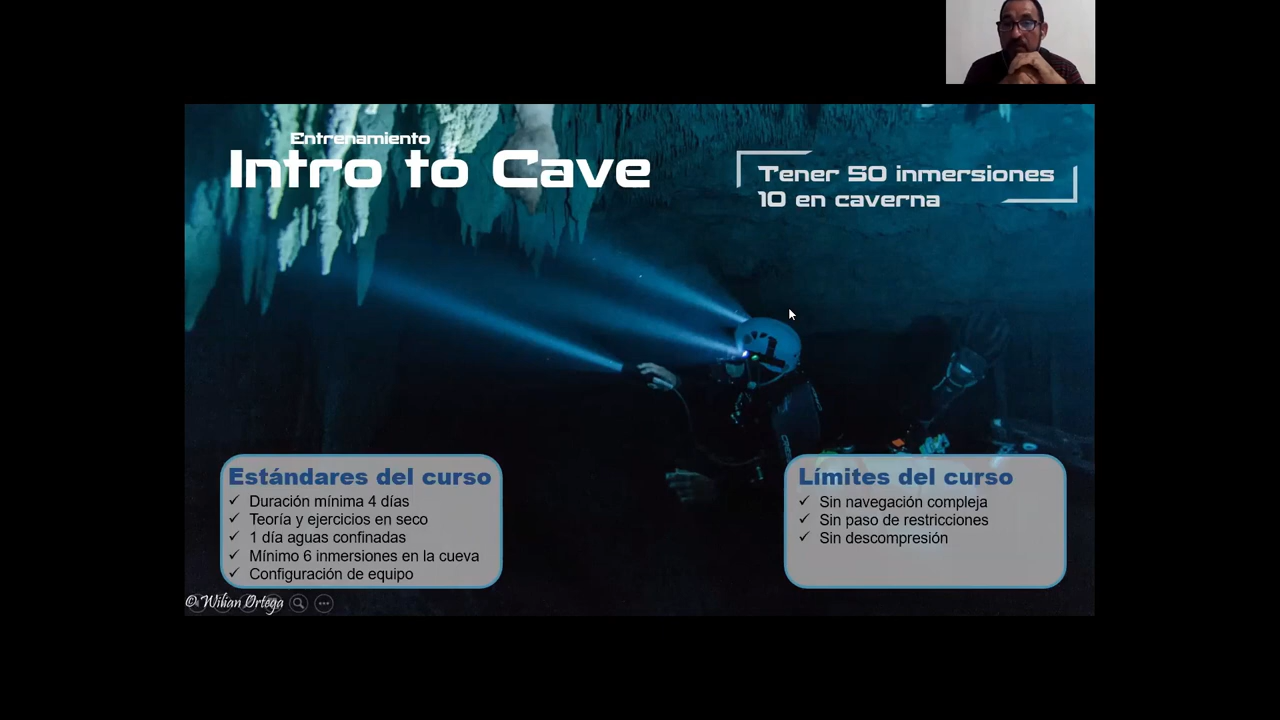 Entrenamiento
Intro to Cave
Tener 50 inmersiones
10 en caverna
Estándares del curso
Duración mínima 4 días
Teoría y ejercicios en seco
1 día aguas confinadas
Mínimo 6 inmersiones en la cueva
Configuración de equipo
Límites del curso
Sin navegación compleja
Sin paso de restricciones
Sin descompresión
© Wilian Ortega